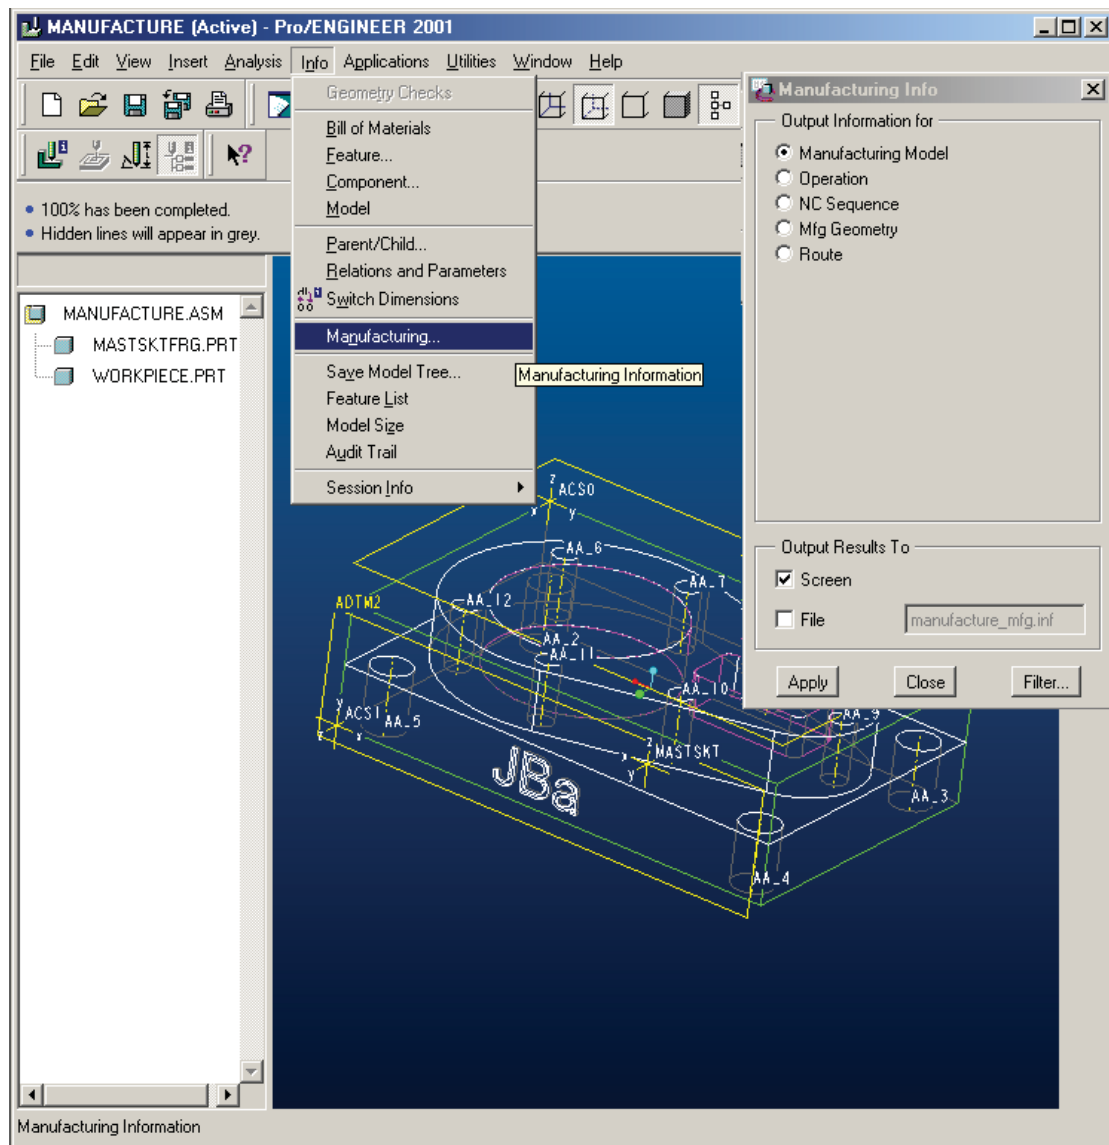 MANUFACTURE (Active) - Pro/ENGINEER 2001
File Edit View Insert Analysis Info Applications Utilities Window Help
Geometry Checks
Bill of Materials
Feature...
Component...
Model
Parent/Child...
Relations and Parameters
Switch Dimensions
Manufacturing...
Manufacturing Information
Save Model Tree...
Feature List
Model Size
Audit Trail
Session Info
100% has been completed.
Hidden lines will appear in grey.
MANUFACTURE.ASM
MASTSKTFRG.PRT
WORKPIECE.PRT
Manufacturing Info
Output Information for
Manufacturing Model
Operation
NC Sequence
Mfg Geometry
Route
Output Results To
Screen
File manufacture_mfg.inf
Apply Close Filter...
z
ACS0
x y
AA_6
AA_7
ADTM2
AA_12
AA_2
AA_11
AA_10
AA_9
y
ACS1
AA_5
z x
z
MASTSKT
x
y
JBa
AA_3
AA_4
Manufacturing Information